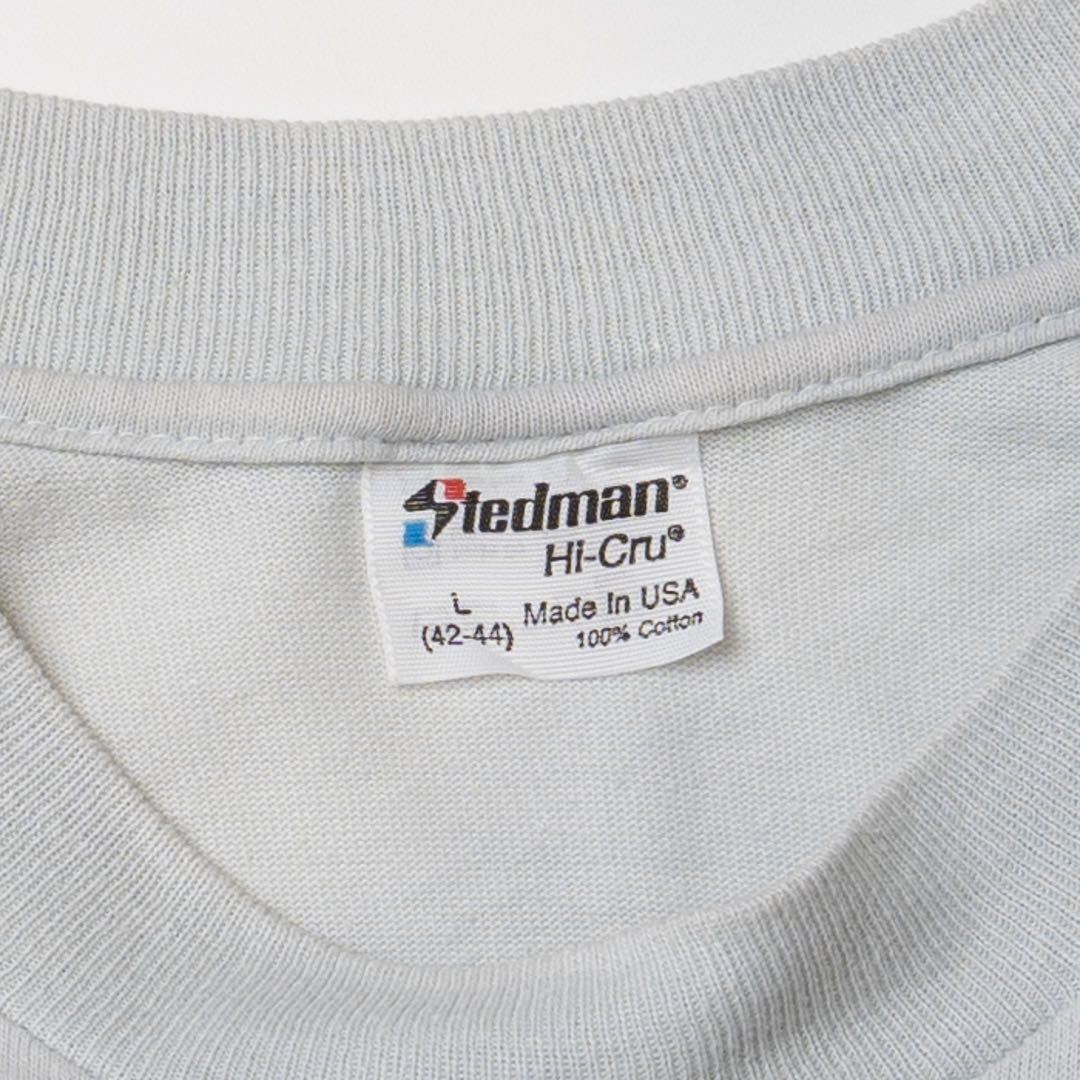 Stedman®
Hi-Cru®
L Made In USA
(42-44) 100% Cotton